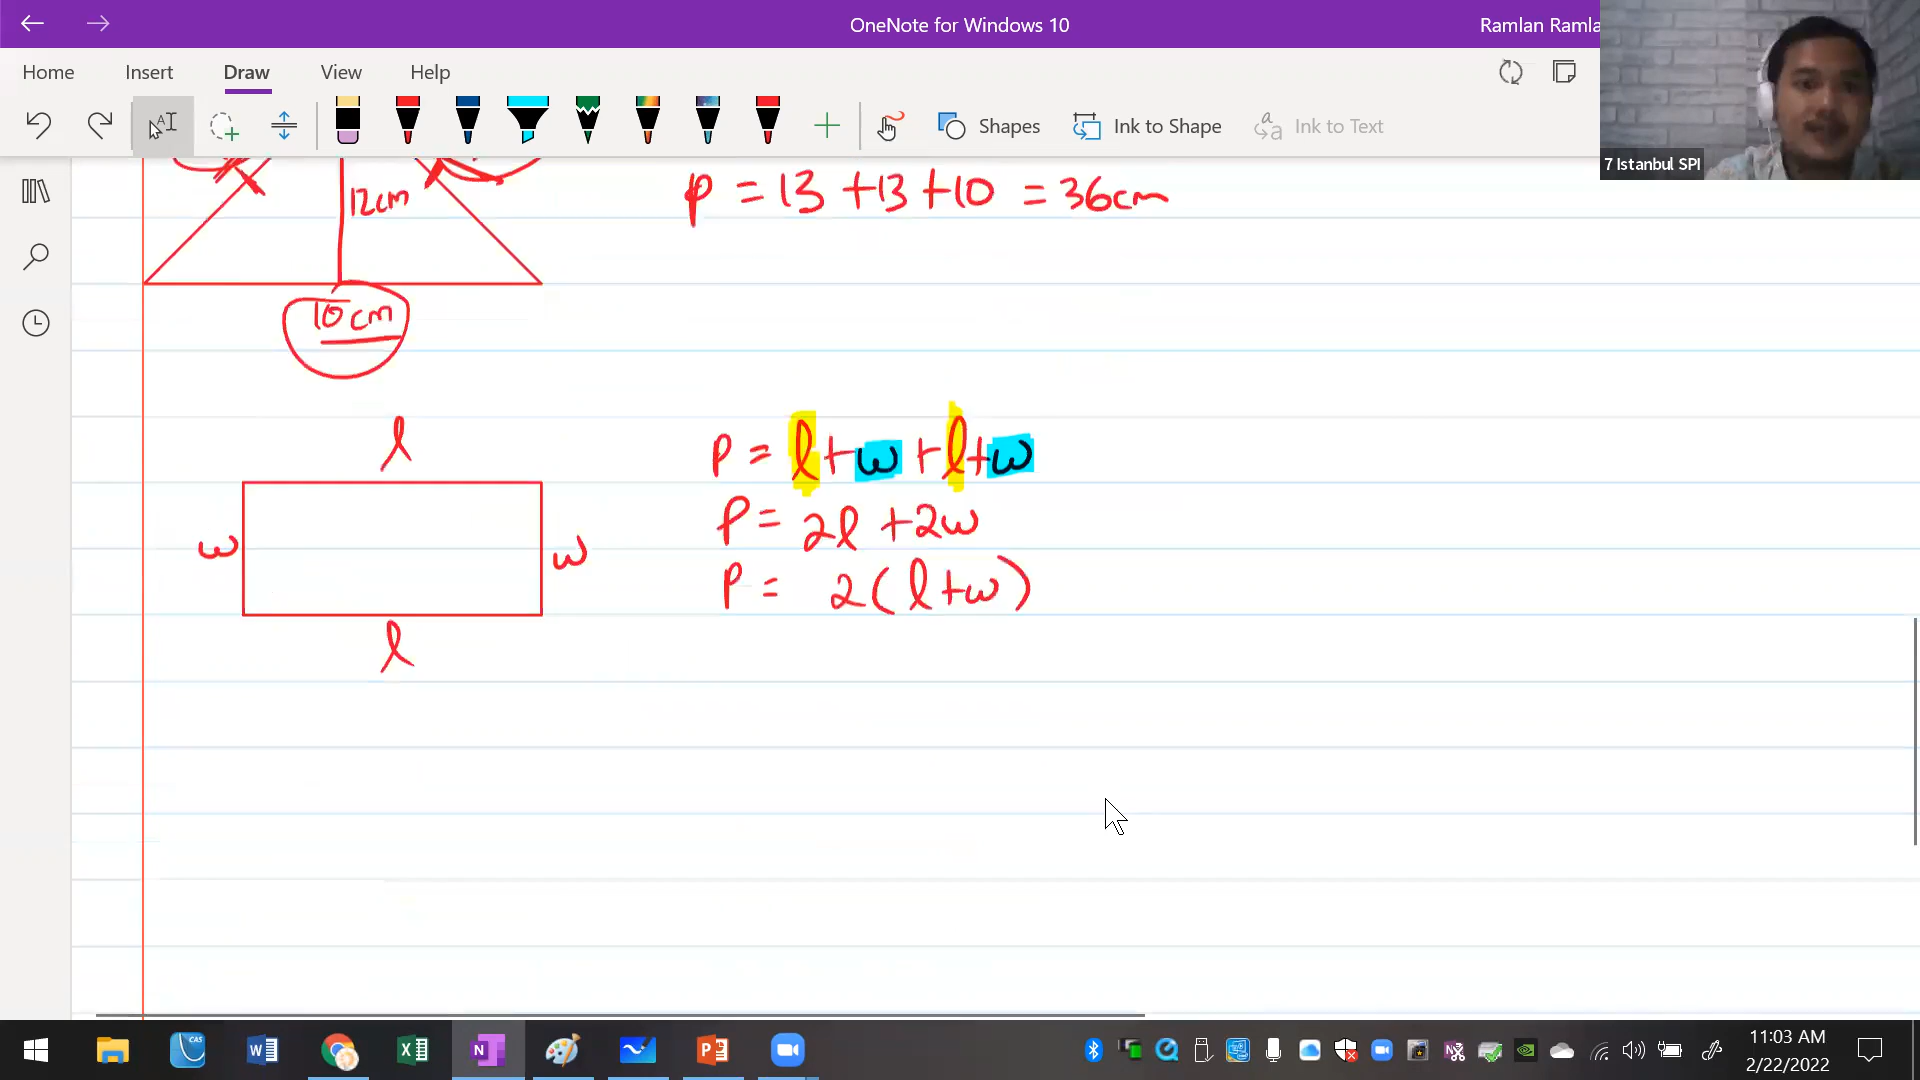 OneNote for Windows 10
Ramlan Ramla
Home Insert Draw View Help
Shapes Ink to Shape Ink to Text
7 Istanbul SPI
12cm
P = 13 +13 +10 = 36cm
10cm
l
P = l+w+l+w
P = 2l +2w
w w
P = 2(l+w)
l
11:03 AM
2/22/2022